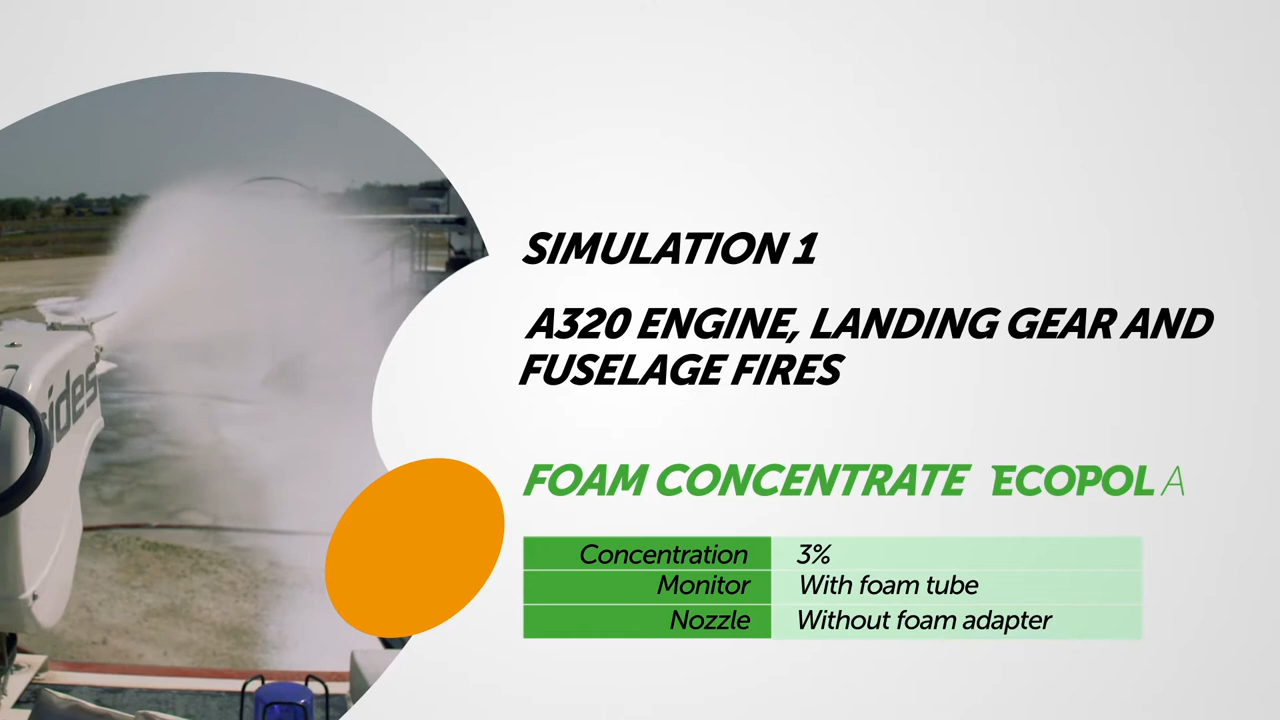 SIMULATION 1
A320 ENGINE, LANDING GEAR AND
FUSELAGE FIRES
FOAM CONCENTRATE ECOPOL A
Concentration 3%
Monitor With foam tube
Nozzle Without foam adapter
sides